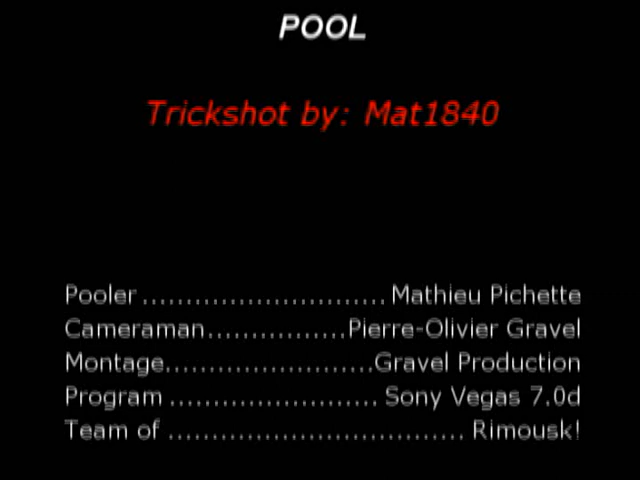 POOL
Trickshot by: Mat1840
Pooler ............................ Mathieu Pichette
Cameraman................Pierre-Olivier Gravel
Montage........................Gravel Production
Program ........................ Sony Vegas 7.0d
Team of .................................. Rimousk!